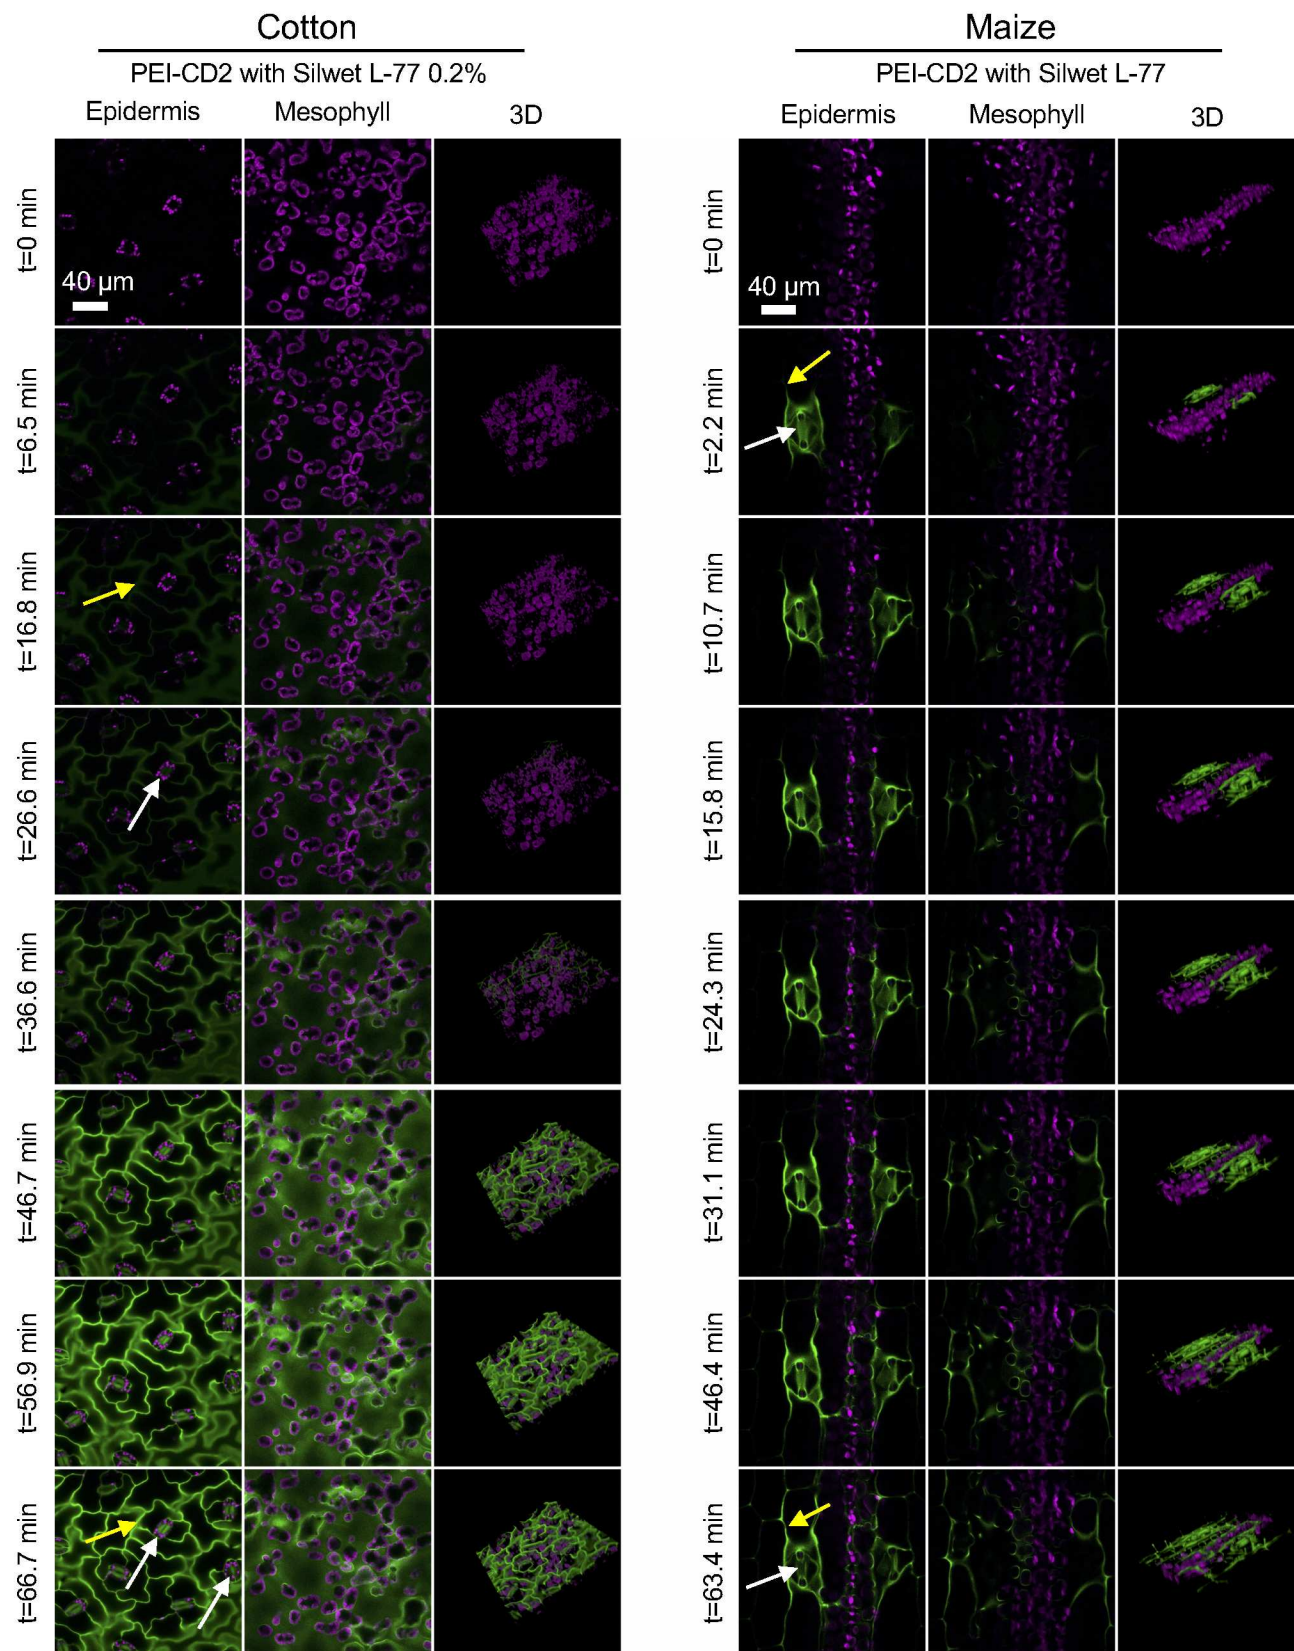 Cotton
PEI-CD2 with Silwet L-77 0.2%
Epidermis Mesophyll 3D
t=0 min
40 µm
t=6.5 min
t=16.8 min
t=26.6 min
t=36.6 min
t=46.7 min
t=56.9 min
t=66.7 min
Maize
PEI-CD2 with Silwet L-77
Epidermis Mesophyll 3D
t=0 min
40 µm
t=2.2 min
t=10.7 min
t=15.8 min
t=24.3 min
t=31.1 min
t=46.4 min
t=63.4 min